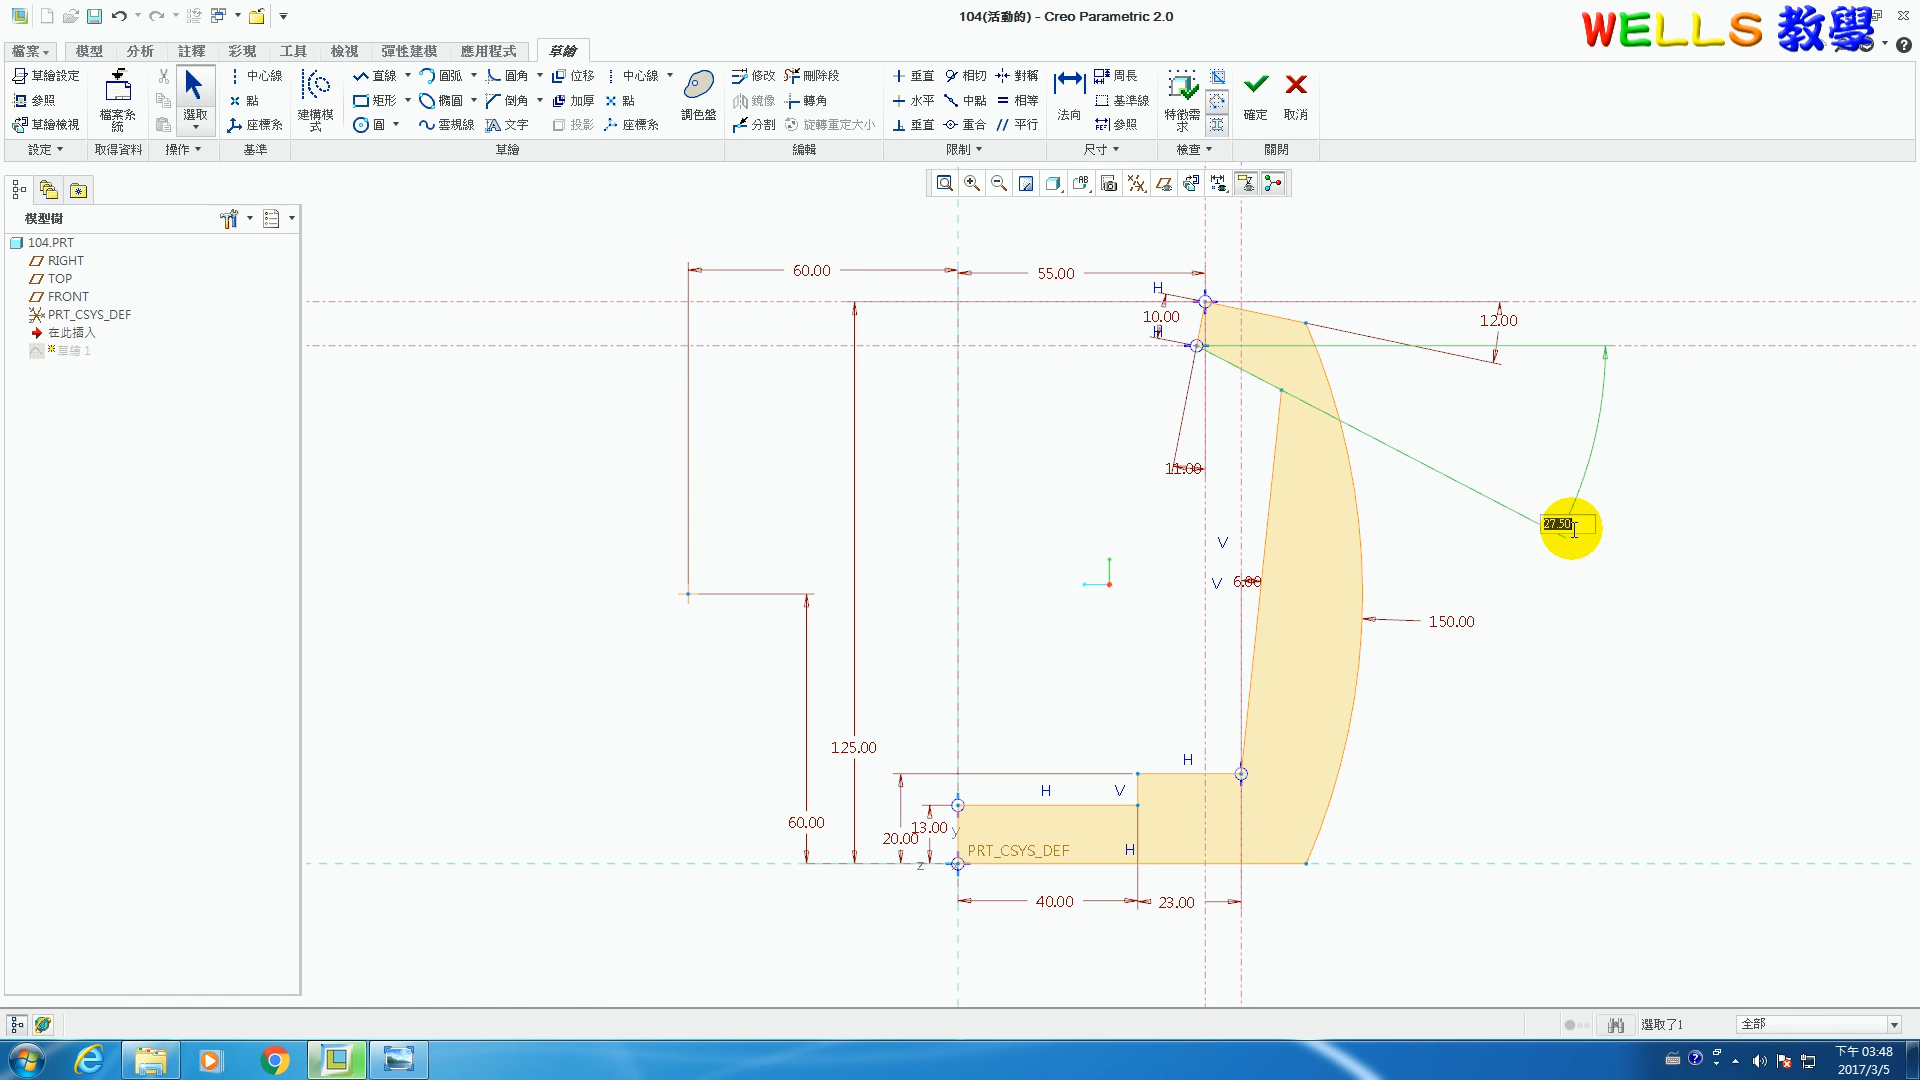 104(活動的) - Creo Parametric 2.0
WELLS 教學
檔案 模型 分析 註釋 彩現 工具 檢視 彈性建模 應用程式 草繪
草繪設定 中心線 直線 圓弧 圓角 位移 中心線 修改 刪除段 垂直 相切 對稱 周長
參照 檔案系統 選取 點 建構模式 矩形 橢圓 倒角 加厚 點 調色盤 鏡像 轉角 水平 中點 相等 法向 基準線 特徵需求 確定 取消
草繪檢視 座標系 圓 雲規線 文字 投影 座標系 分割 旋轉重定大小 垂直 重合 平行 參照
設定 取得資料 操作 基準 草繪 編輯 限制 尺寸 檢查 關閉
模型樹
104.PRT
RIGHT
TOP
FRONT
PRT_CSYS_DEF
在此插入
草繪 1
60.00
55.00
H
10.00
H
12.00
11.00
27.50
V
V
6.00
150.00
125.00
H
H
V
60.00
20.00
13.00
y
PRT_CSYS_DEF
H
z
40.00
23.00
選取了1
全部
下午 03:48
2017/3/5